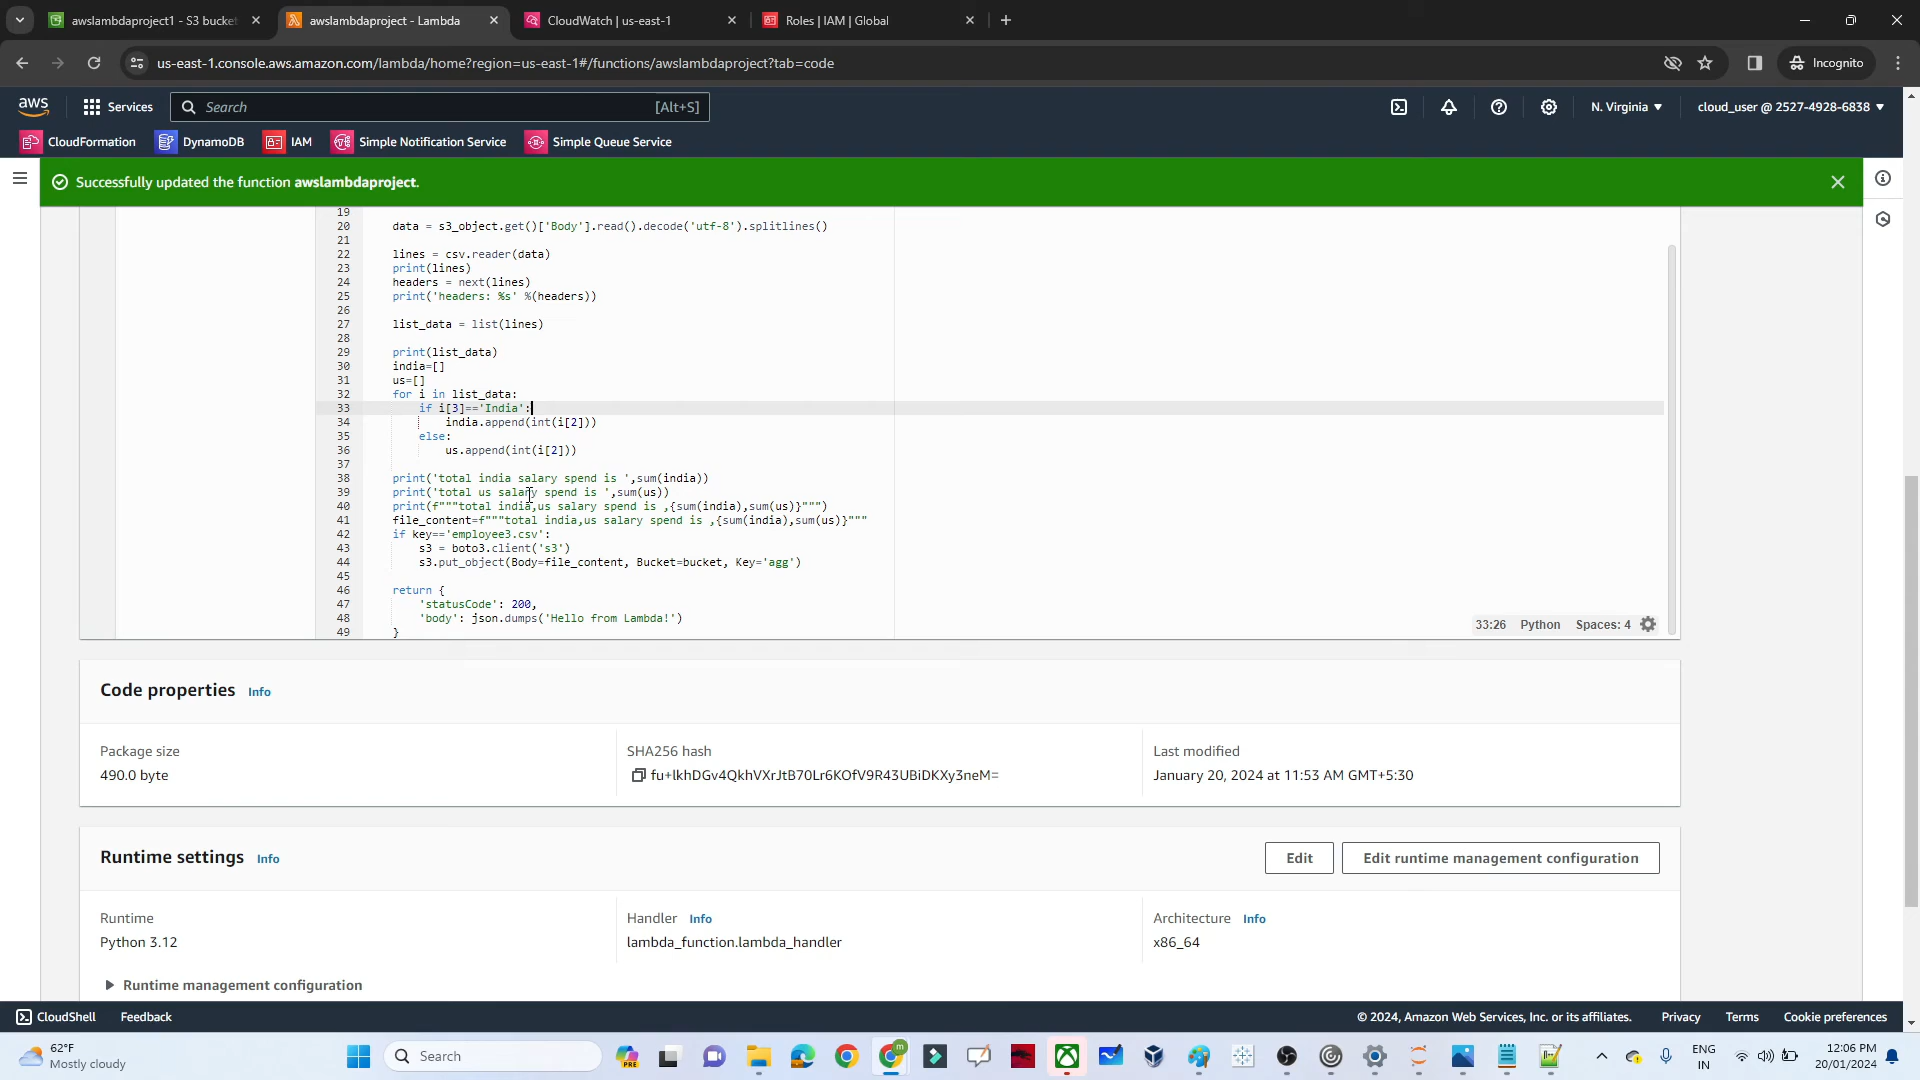 awslambdaproject1 - S3 bucket
awslambdaproject - Lambda
CloudWatch | us-east-1
Roles | IAM | Global
us-east-1.console.aws.amazon.com/lambda/home?region=us-east-1#/functions/awslambdaproject?tab=code
Incognito
aws
Services
Search
[Alt+S]
N. Virginia
cloud_user @ 2527-4928-6838
CloudFormation
DynamoDB
IAM
Simple Notification Service
Simple Queue Service
Successfully updated the function awslambdaproject.
19
20 data = s3_object.get()['Body'].read().decode('utf-8').splitlines()
21
22 lines = csv.reader(data)
23 print(lines)
24 headers = next(lines)
25 print('headers: %s' %(headers))
26
27 list_data = list(lines)
28
29 print(list_data)
30 india=[]
31 us=[]
32 for i in list_data:
33 if i[3]=='India':
34 india.append(int(i[2]))
35 else:
36 us.append(int(i[2]))
37
38 print('total india salary spend is ',sum(india))
39 print('total us salary spend is ',sum(us))
40 print(f"""total india,us salary spend is ,{sum(india),sum(us)}""")
41 file_content=f"""total india,us salary spend is ,{sum(india),sum(us)}"""
42 if key=='employee3.csv':
43 s3 = boto3.client('s3')
44 s3.put_object(Body=file_content, Bucket=bucket, Key='agg')
45
46 return {
47 'statusCode': 200,
48 'body': json.dumps('Hello from Lambda!')
49 }
33:26 Python Spaces: 4
Code properties Info
Package size
490.0 byte
SHA256 hash
fu+lkhDGv4QkhVXrJtB70Lr6KOfV9R43UBiDKXy3neM=
Last modified
January 20, 2024 at 11:53 AM GMT+5:30
Runtime settings Info
Edit
Edit runtime management configuration
Runtime
Python 3.12
Handler Info
lambda_function.lambda_handler
Architecture Info
x86_64
Runtime management configuration
CloudShell
Feedback
© 2024, Amazon Web Services, Inc. or its affiliates.
Privacy
Terms
Cookie preferences
62°F
Mostly cloudy
Search
PRE
m
ENG
IN
12:06 PM
20/01/2024